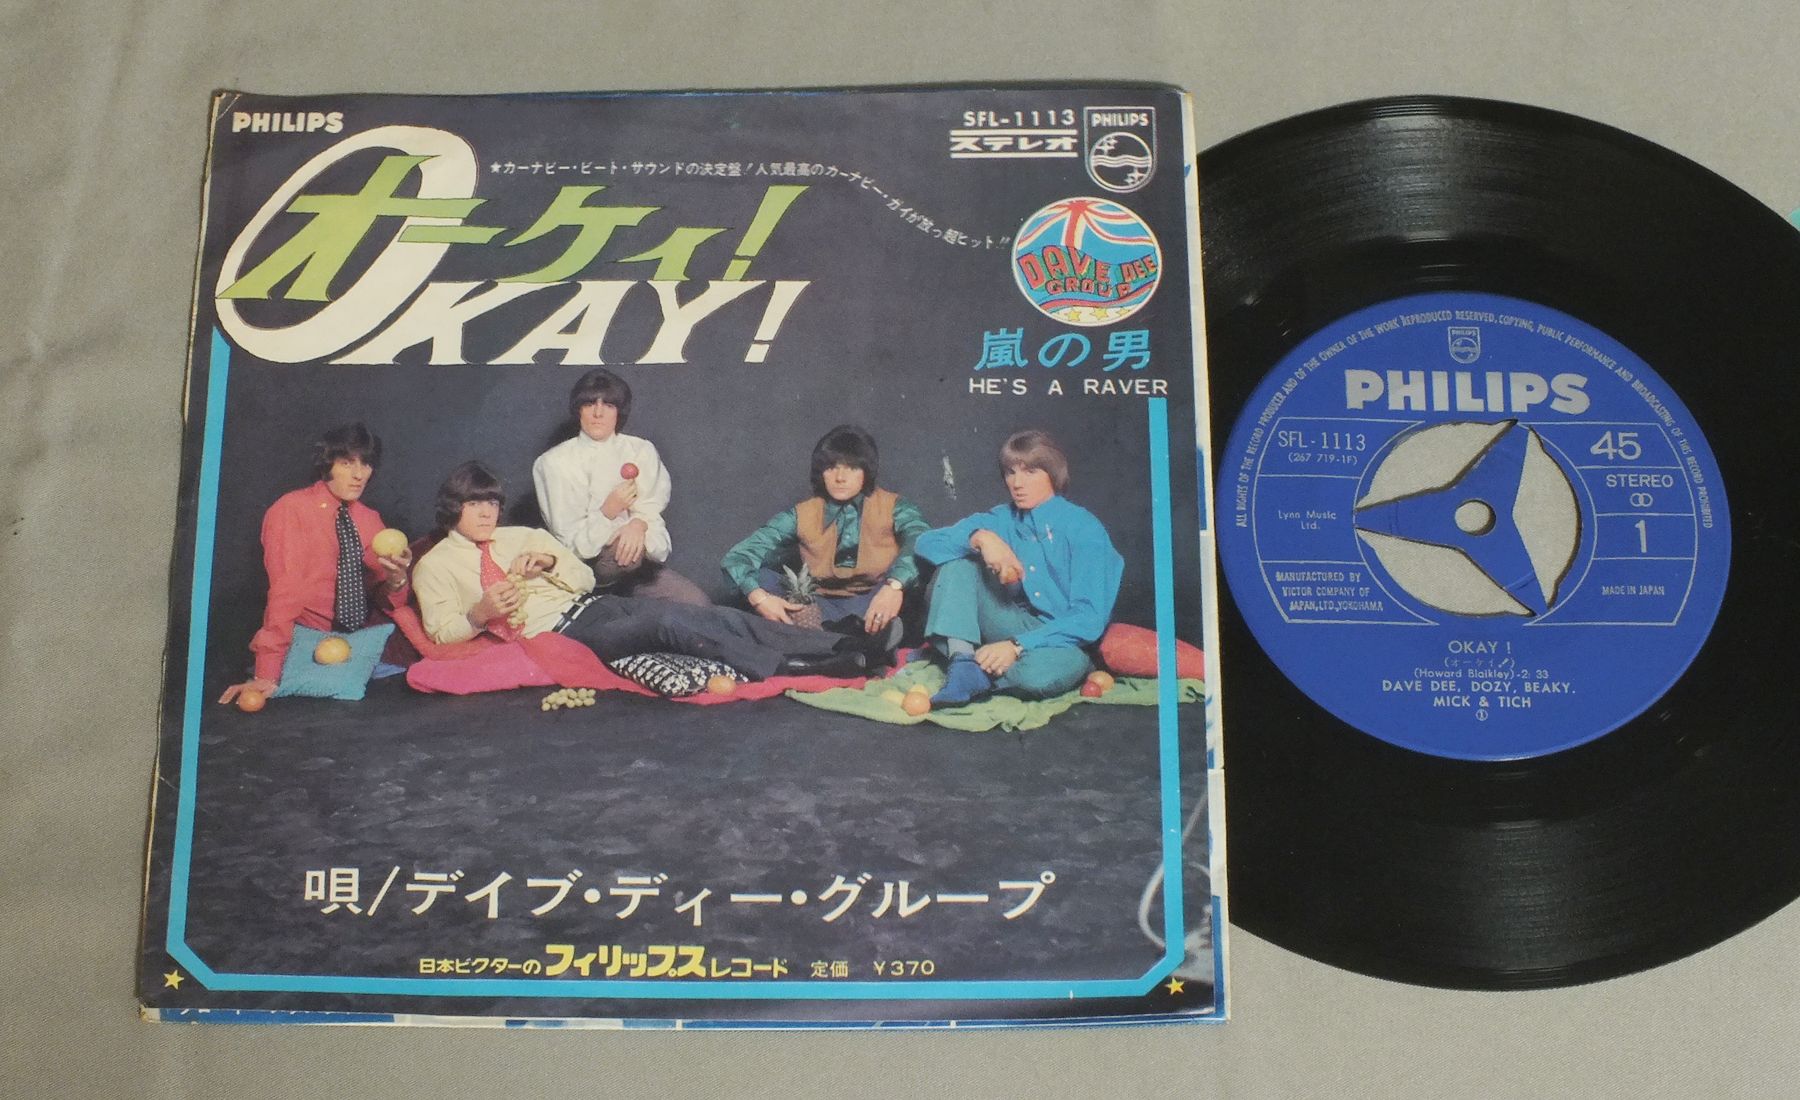 PHILIPS
SFL-1113
ステレオ
PHILIPS
★カーナビー・ビート・サウンドの決定盤!人気最高のカーナビー・ガイが放つ超ヒット!!
オーケイ!
OKAY!
DAVE DEE
GROUP
嵐の男
HE'S A RAVER
唄/デイブ・ディー・グループ
日本ビクターのフィリップスレコード 定価 ¥370
ALL RIGHTS OF THE RECORD PRODUCER AND OF THE OWNER OF THE WORK REPRODUCED RESERVED, COPYING, PUBLIC PERFORMANCE AND BROADCASTING OF THIS RECORD PROHIBITED
PHILIPS
PHILIPS
SFL-1113
(267 719-1F)
45
STEREO
Lynn Music
Ltd.
1
MANUFACTURED BY
VICTOR COMPANY OF
JAPAN,LTD.,YOKOHAMA
MADE IN JAPAN
OKAY !
(オーケイ!)
(Howard Blaikley)-2:33
DAVE DEE, DOZY, BEAKY.
MICK & TICH
①